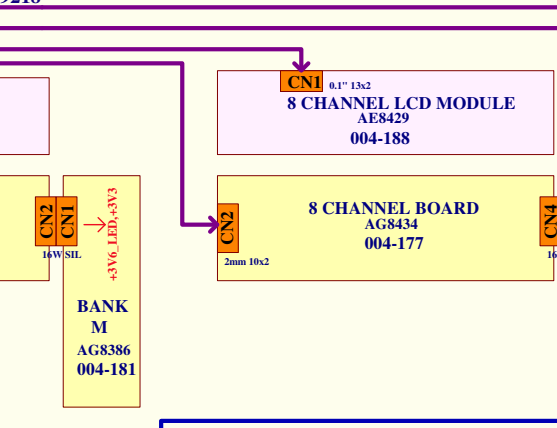 CN1 0.1" 13x2
8 CHANNEL LCD MODULE
AE8429
004-188
CN2
CN1
+3V6_LED,+3V3
16W SIL
BANK
M
AG8386
004-181
CN2
8 CHANNEL BOARD
AG8434
004-177
2mm 10x2
CN4
16